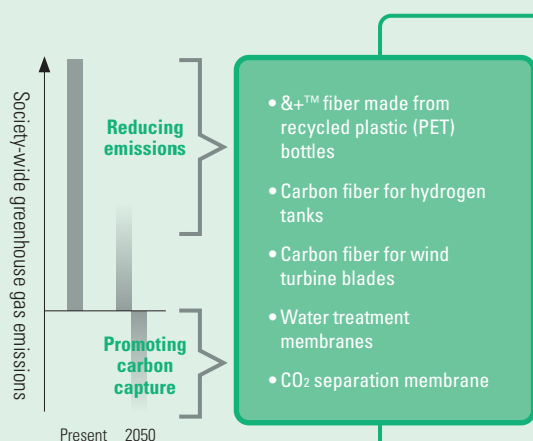 Society-wide greenhouse gas emissions
Reducing
emissions
Promoting
carbon
capture
Present 2050
• &+™ fiber made from
recycled plastic (PET)
bottles
• Carbon fiber for hydrogen
tanks
• Carbon fiber for wind
turbine blades
• Water treatment
membranes
• CO₂ separation membrane